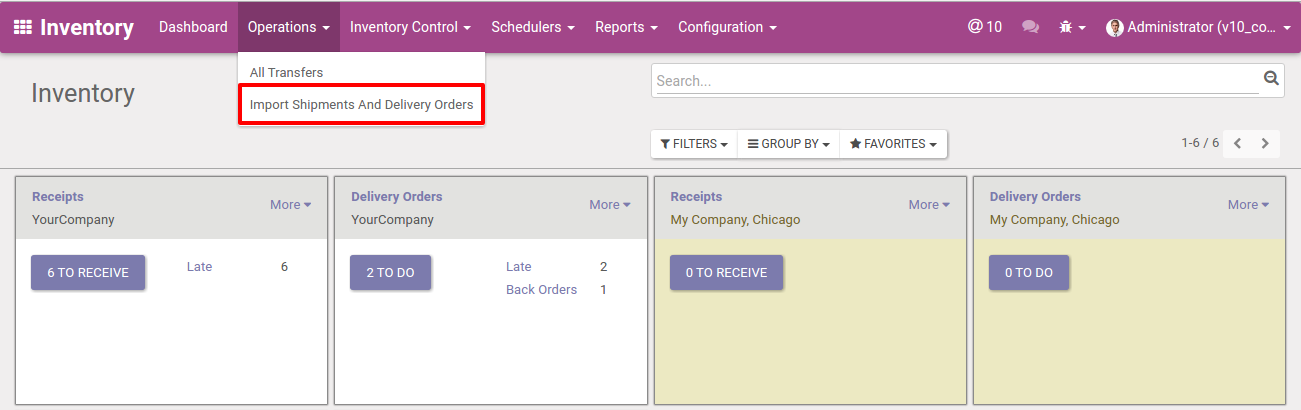 Inventory Dashboard Operations Inventory Control Schedulers Reports Configuration @ 10 Administrator (v10_co...
All Transfers
Import Shipments And Delivery Orders
Inventory
Search...
FILTERS GROUP BY FAVORITES 1-6 / 6
Receipts
YourCompany
More
6 TO RECEIVE
Late 6
Delivery Orders
YourCompany
More
2 TO DO
Late 2
Back Orders 1
Receipts
My Company, Chicago
More
0 TO RECEIVE
Delivery Orders
My Company, Chicago
More
0 TO DO